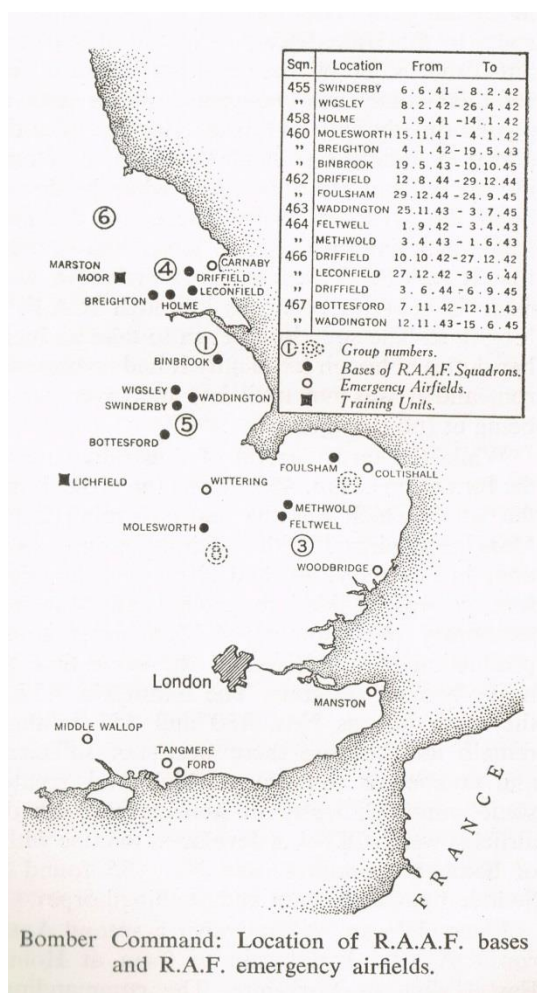 Sqn. Location From To
455 SWINDERBY 6.6.41 - 8.2.42
" WIGSLEY 8.2.42 - 26.4.42
458 HOLME 1.9.41 - 14.1.42
460 MOLESWORTH 15.11.41 - 4.1.42
" BREIGHTON 4.1.42 - 19.5.43
" BINBROOK 19.5.43 - 10.10.45
462 DRIFFIELD 12.8.44 - 29.12.44
" FOULSHAM 29.12.44 - 24.9.45
463 WADDINGTON 25.11.43 - 3.7.45
464 FELTWELL 1.9.42 - 3.4.43
" METHWOLD 3.4.43 - 1.6.43
466 DRIFFIELD 10.10.42 - 27.12.42
" LECONFIELD 27.12.42 - 3.6.44
" DRIFFIELD 3.6.44 - 6.9.45
467 BOTTESFORD 7.11.42 - 12.11.43
" WADDINGTON 12.11.43 - 15.6.45
1 Group numbers.
Bases of R.A.A.F. Squadrons.
Emergency Airfields.
Training Units.
6
MARSTON
MOOR
4
CARNABY
DRIFFIELD
LECONFIELD
BREIGHTON
HOLME
1
BINBROOK
WIGSLEY
SWINDERBY
WADDINGTON
5
BOTTESFORD
FOULSHAM
COLTISHALL
LICHFIELD
WITTERING
METHWOLD
FELTWELL
MOLESWORTH
8
3
WOODBRIDGE
London
MANSTON
MIDDLE WALLOP
TANGMERE
FORD
FRANCE
Bomber Command: Location of R.A.A.F. bases
and R.A.F. emergency airfields.